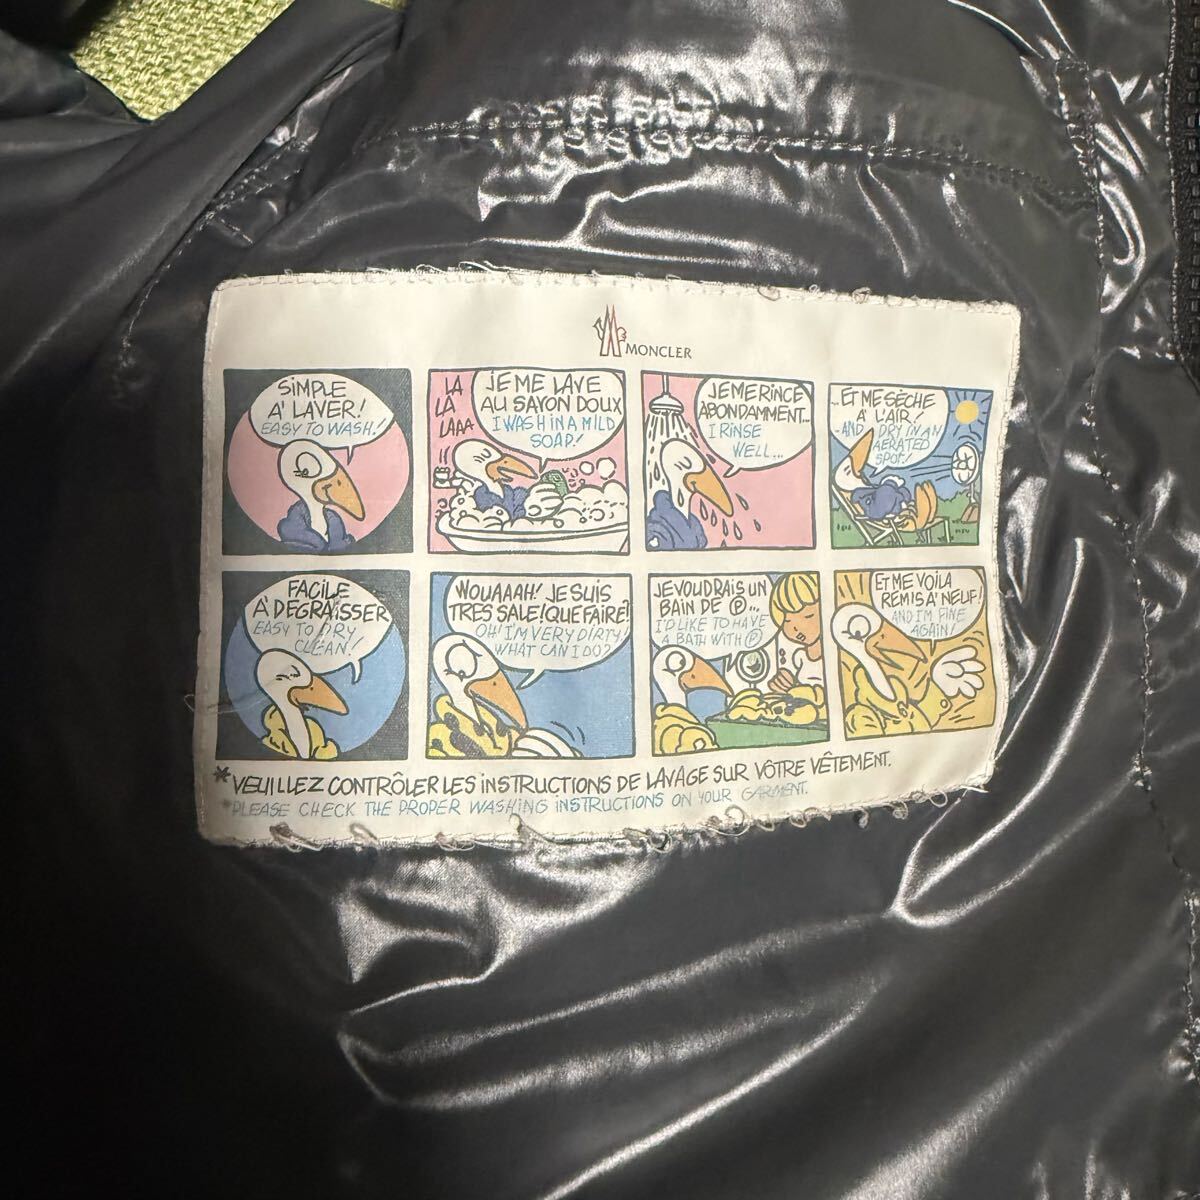 MONCLER
SIMPLE
A' LAVER!
EASY TO WASH!
LA
LA
LAAA
JE ME LAVE
AU SAVON DOUX
I WASH IN A MILD
SOAP!
JE ME RINCE
ABONDAMMENT...
I RINSE
WELL...
...ET ME SÈCHE
A' L'AIR!
-AND DRY IN AN
AERATED
SPOT!
FACILE
A' DEGRAISSER
EASY TO DRY
CLEAN!
WOUAAAH! JE SUIS
TRES SALE! QUE FAIRE?
OH! I'M VERY DIRTY!
WHAT CAN I DO?
JE VOUDRAIS UN
BAIN DE Ⓟ...
I'D LIKE TO HAVE
A BATH WITH Ⓟ
ET ME VOILA
REMIS A' NEUF!
AND I'M FINE
AGAIN!
*VEUILLEZ CONTRÔLER LES INSTRUCTIONS DE LAVAGE SUR VÔTRE VÊTEMENT.
*PLEASE CHECK THE PROPER WASHING INSTRUCTIONS ON YOUR GARMENT.